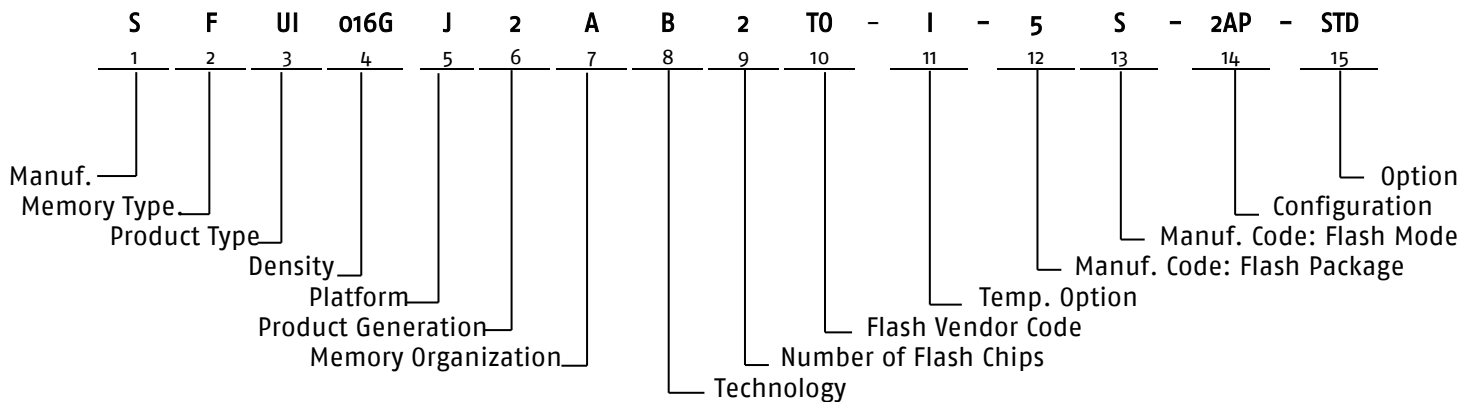 S F UI 016G J 2 A B 2 TO - I - 5 S - 2AP - STD
1 2 3 4 5 6 7 8 9 10 11 12 13 14 15
Manuf. Option
Memory Type. Configuration
Product Type Manuf. Code: Flash Mode
Density Manuf. Code: Flash Package
Platform Temp. Option
Product Generation Flash Vendor Code
Memory Organization Number of Flash Chips
Technology